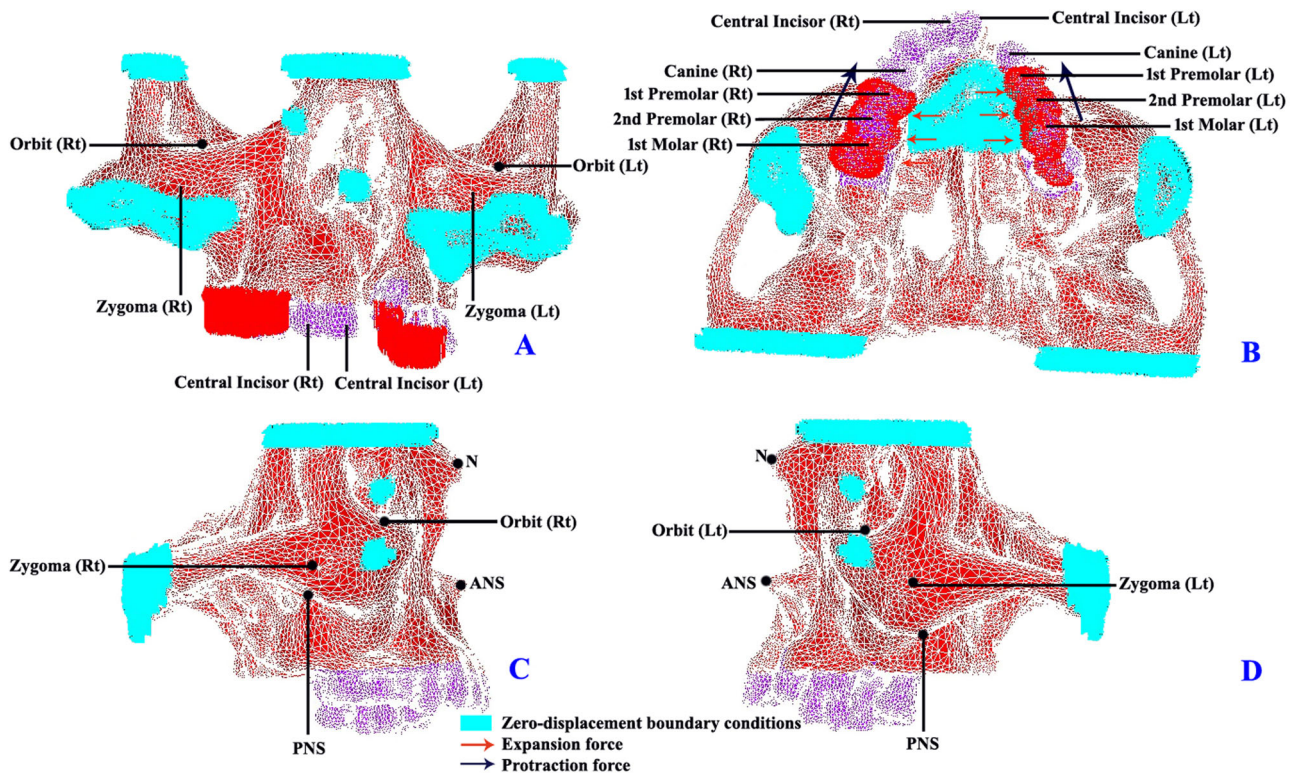 Orbit (Rt)
Orbit (Lt)
Zygoma (Rt)
Zygoma (Lt)
Central Incisor (Rt)
Central Incisor (Lt)
A
Central Incisor (Rt)
Central Incisor (Lt)
Canine (Rt)
Canine (Lt)
1st Premolar (Rt)
1st Premolar (Lt)
2nd Premolar (Rt)
2nd Premolar (Lt)
1st Molar (Rt)
1st Molar (Lt)
B
N
Orbit (Rt)
Zygoma (Rt)
ANS
PNS
C
N
Orbit (Lt)
ANS
Zygoma (Lt)
PNS
D
Zero-displacement boundary conditions
Expansion force
Protraction force